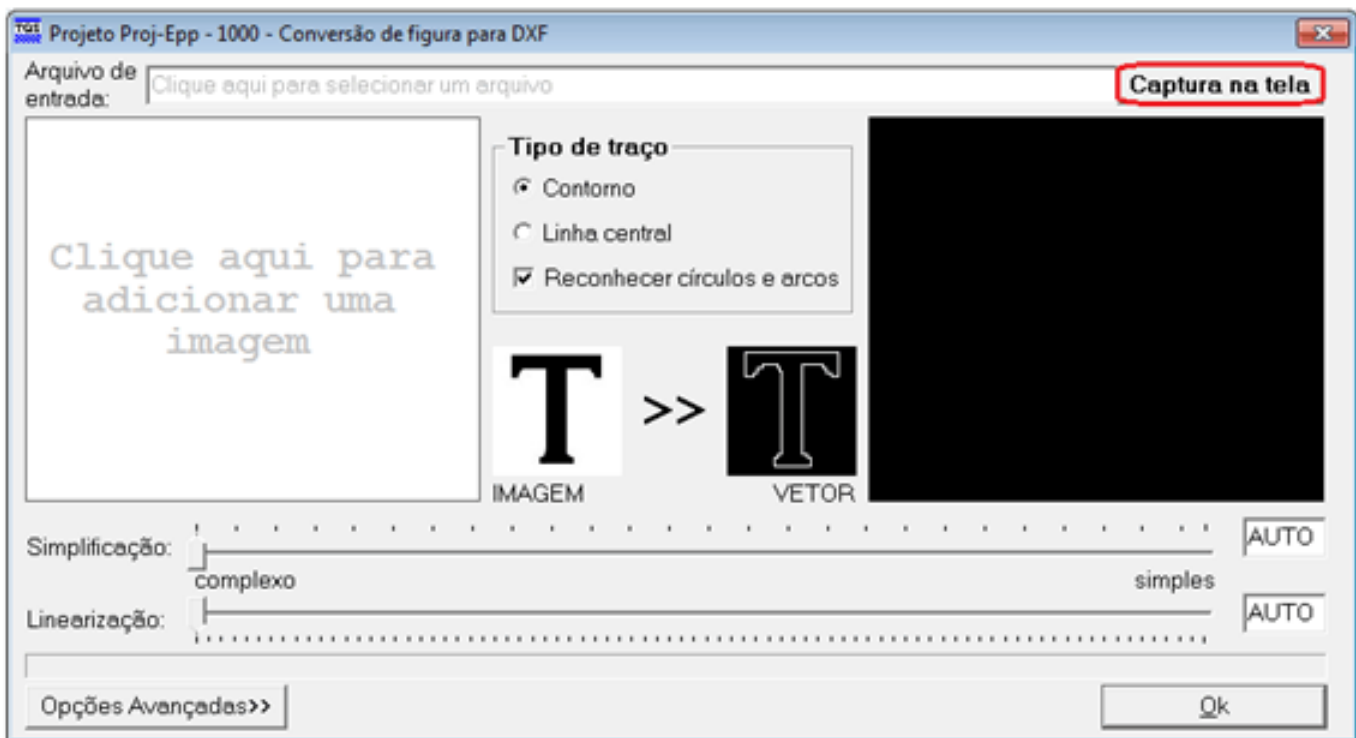 TQS Projeto Proj-Epp - 1000 - Conversão de figura para DXF
Arquivo de entrada:
Clique aqui para selecionar um arquivo
Captura na tela
Clique aqui para
adicionar uma
imagem
Tipo de traço
Contorno
Linha central
Reconhecer círculos e arcos
T >> T
IMAGEM VETOR
Simplificação: AUTO
complexo simples
Linearização: AUTO
Opções Avançadas>>
Ok